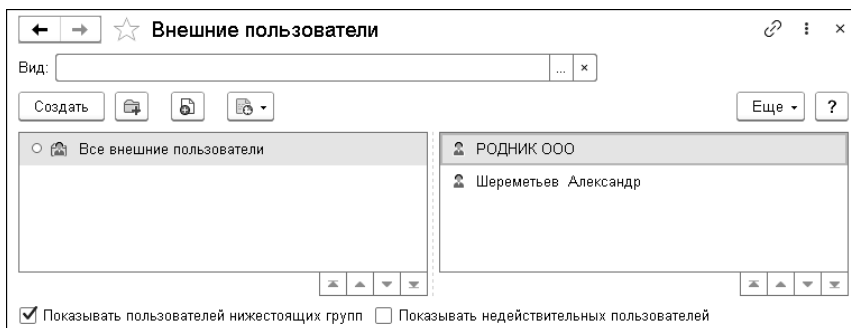 Внешние пользователи
Вид:
Создать
Еще
?
Все внешние пользователи
РОДНИК ООО
Шереметьев Александр
Показывать пользователей нижестоящих групп
Показывать недействительных пользователей